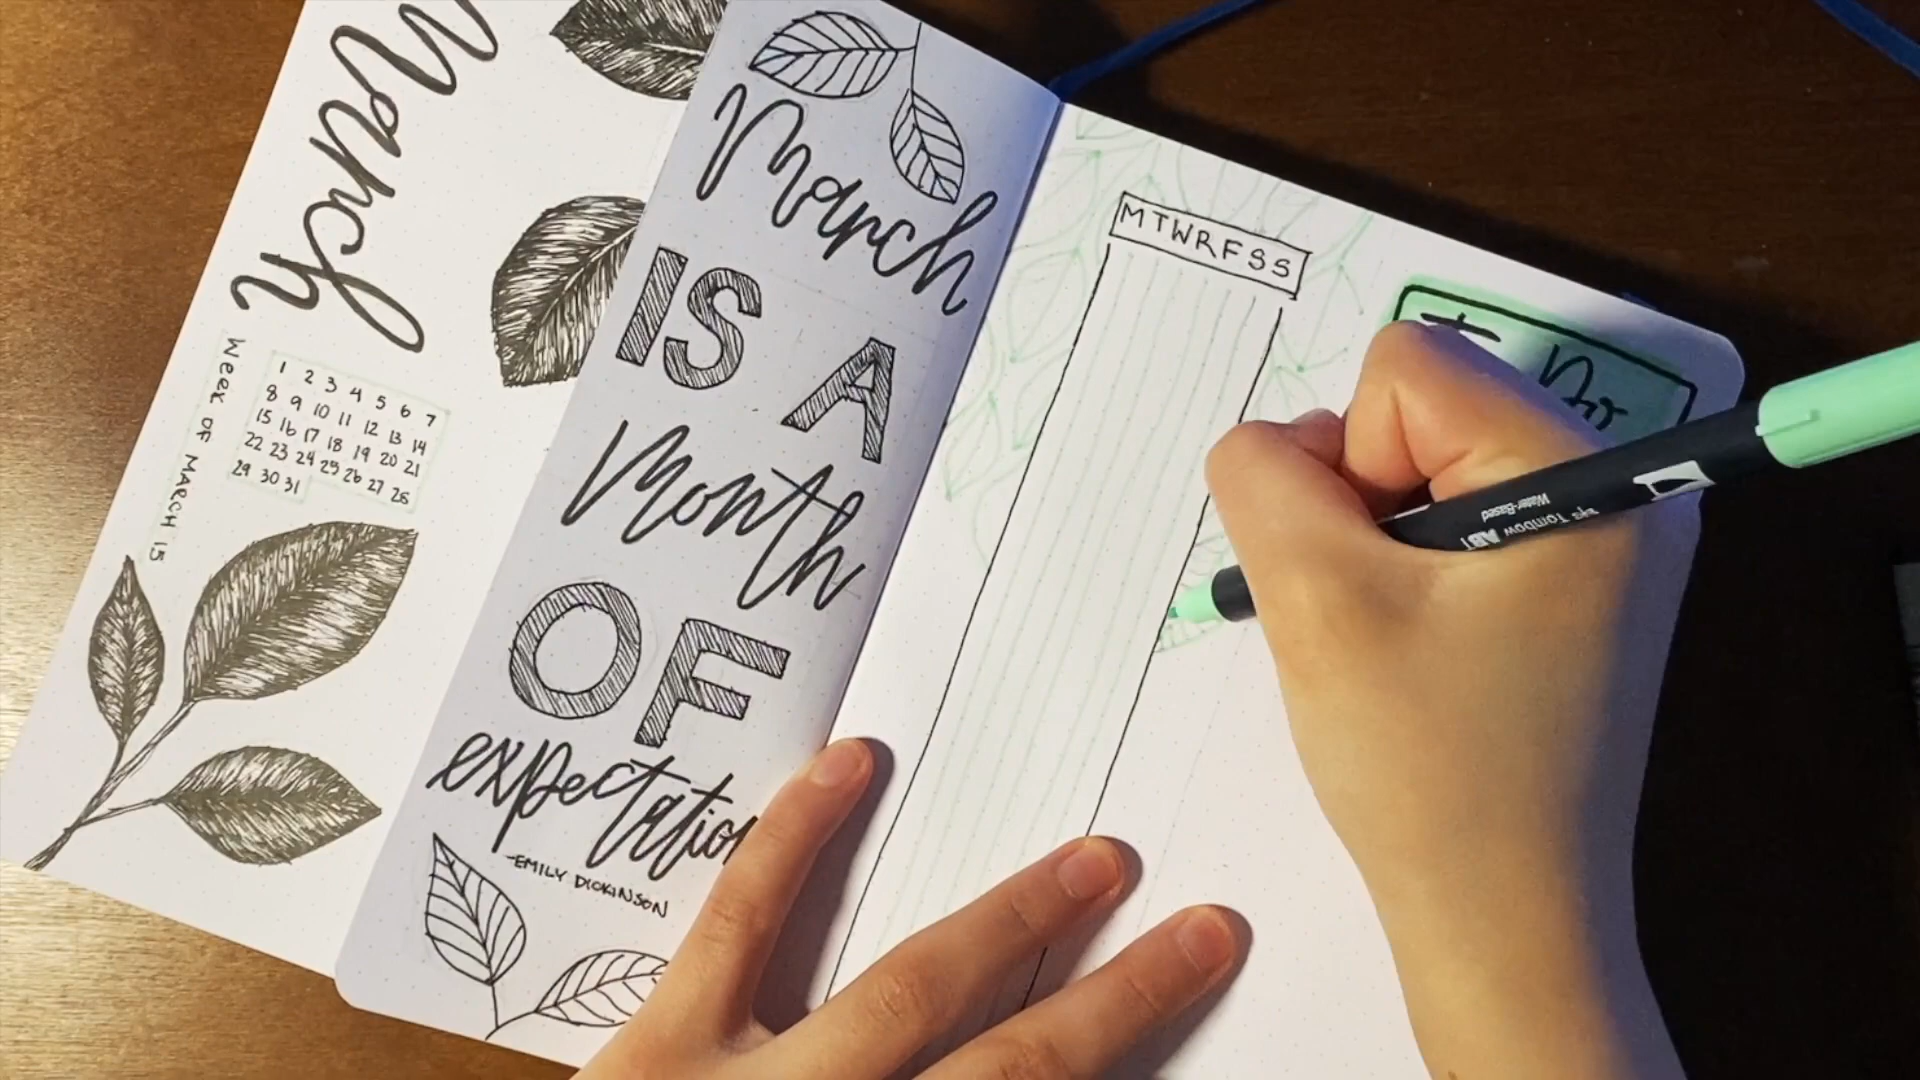 March
1 2 3 4 5 6 7
8 9 10 11 12 13 14
15 16 17 18 19 20 21
22 23 24 25 26 27 28
29 30 31
WEEK OF MARCH 15
March
IS A
Month
OF
expectation
-EMILY DICKINSON
M T W R F S S
To Do
Tombow ABT
Water-Based